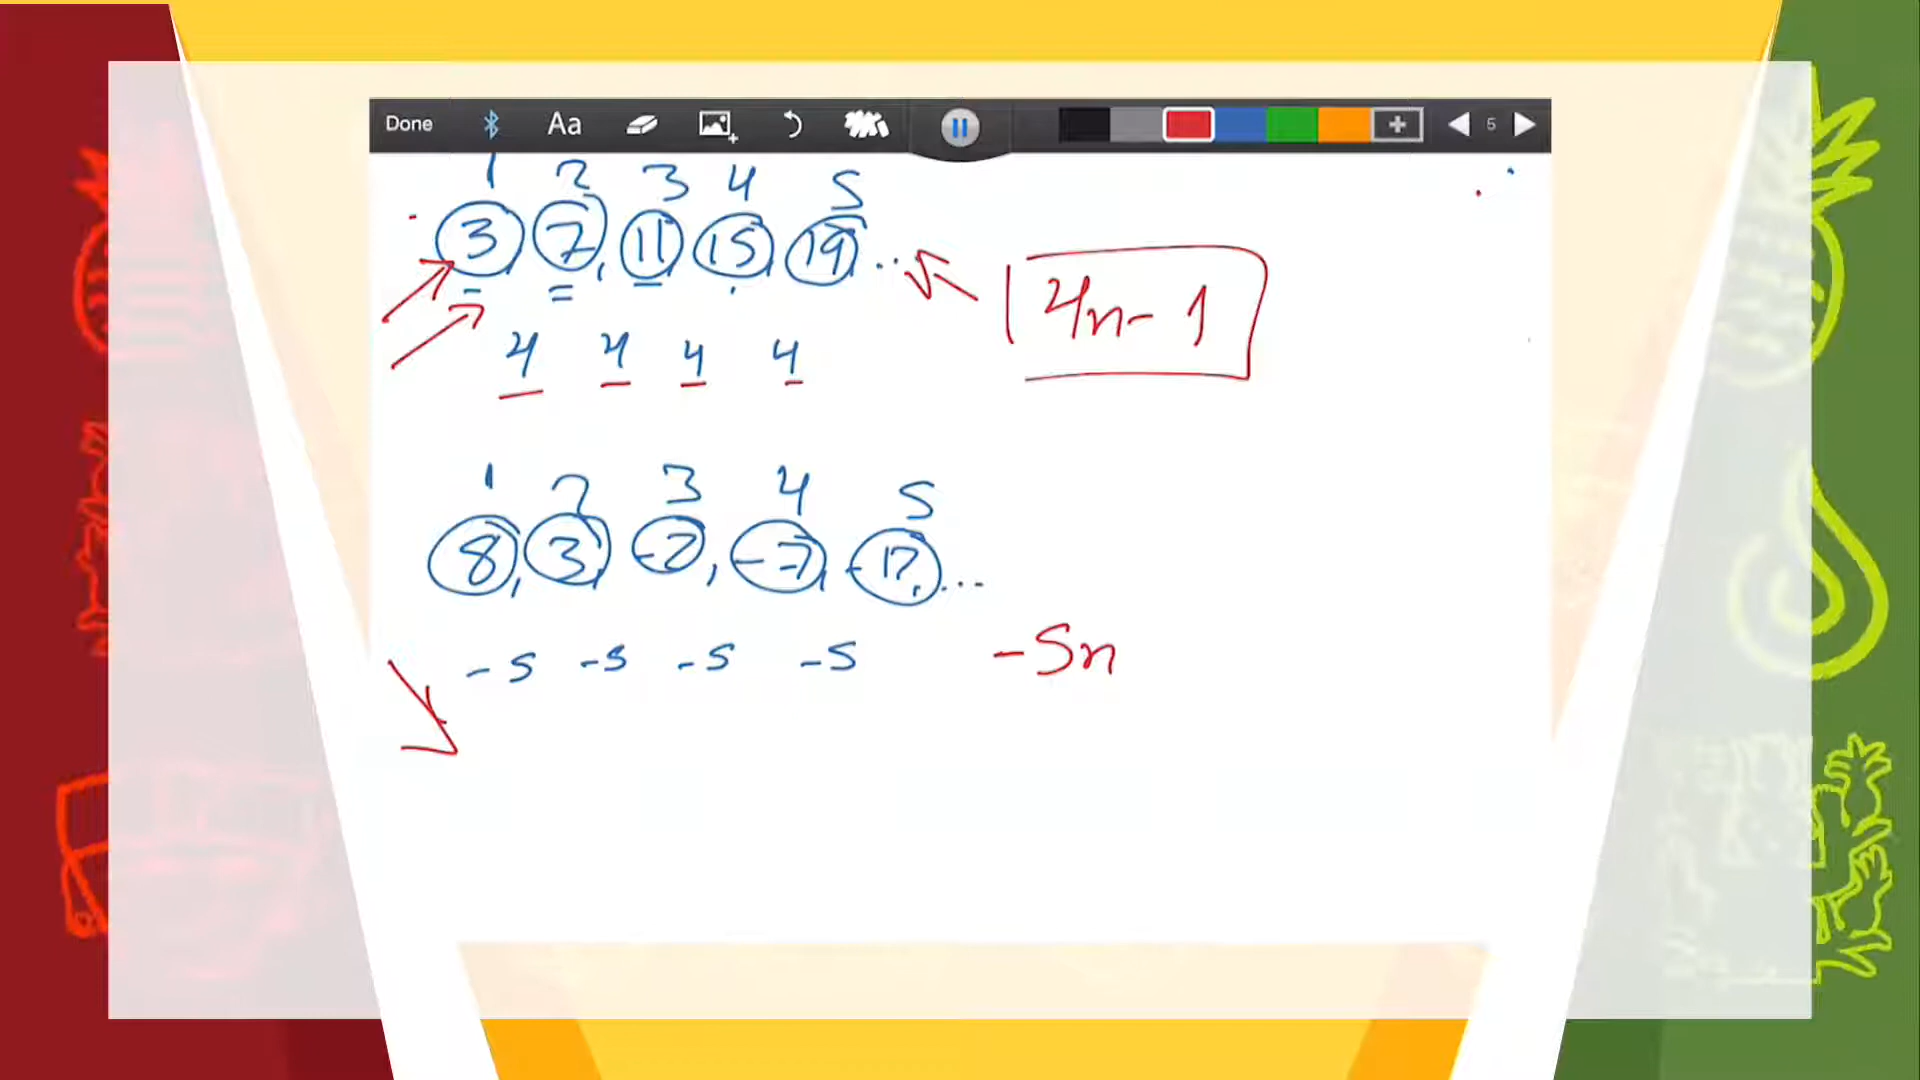 Done Aa 5
1 2 3 4 5
3, 7, 11, 15, 19, ...
4n - 1
4 4 4 4
1 2 3 4 5
8, 3, -2, -7, -12, ...
-5 -5 -5 -5
-5n